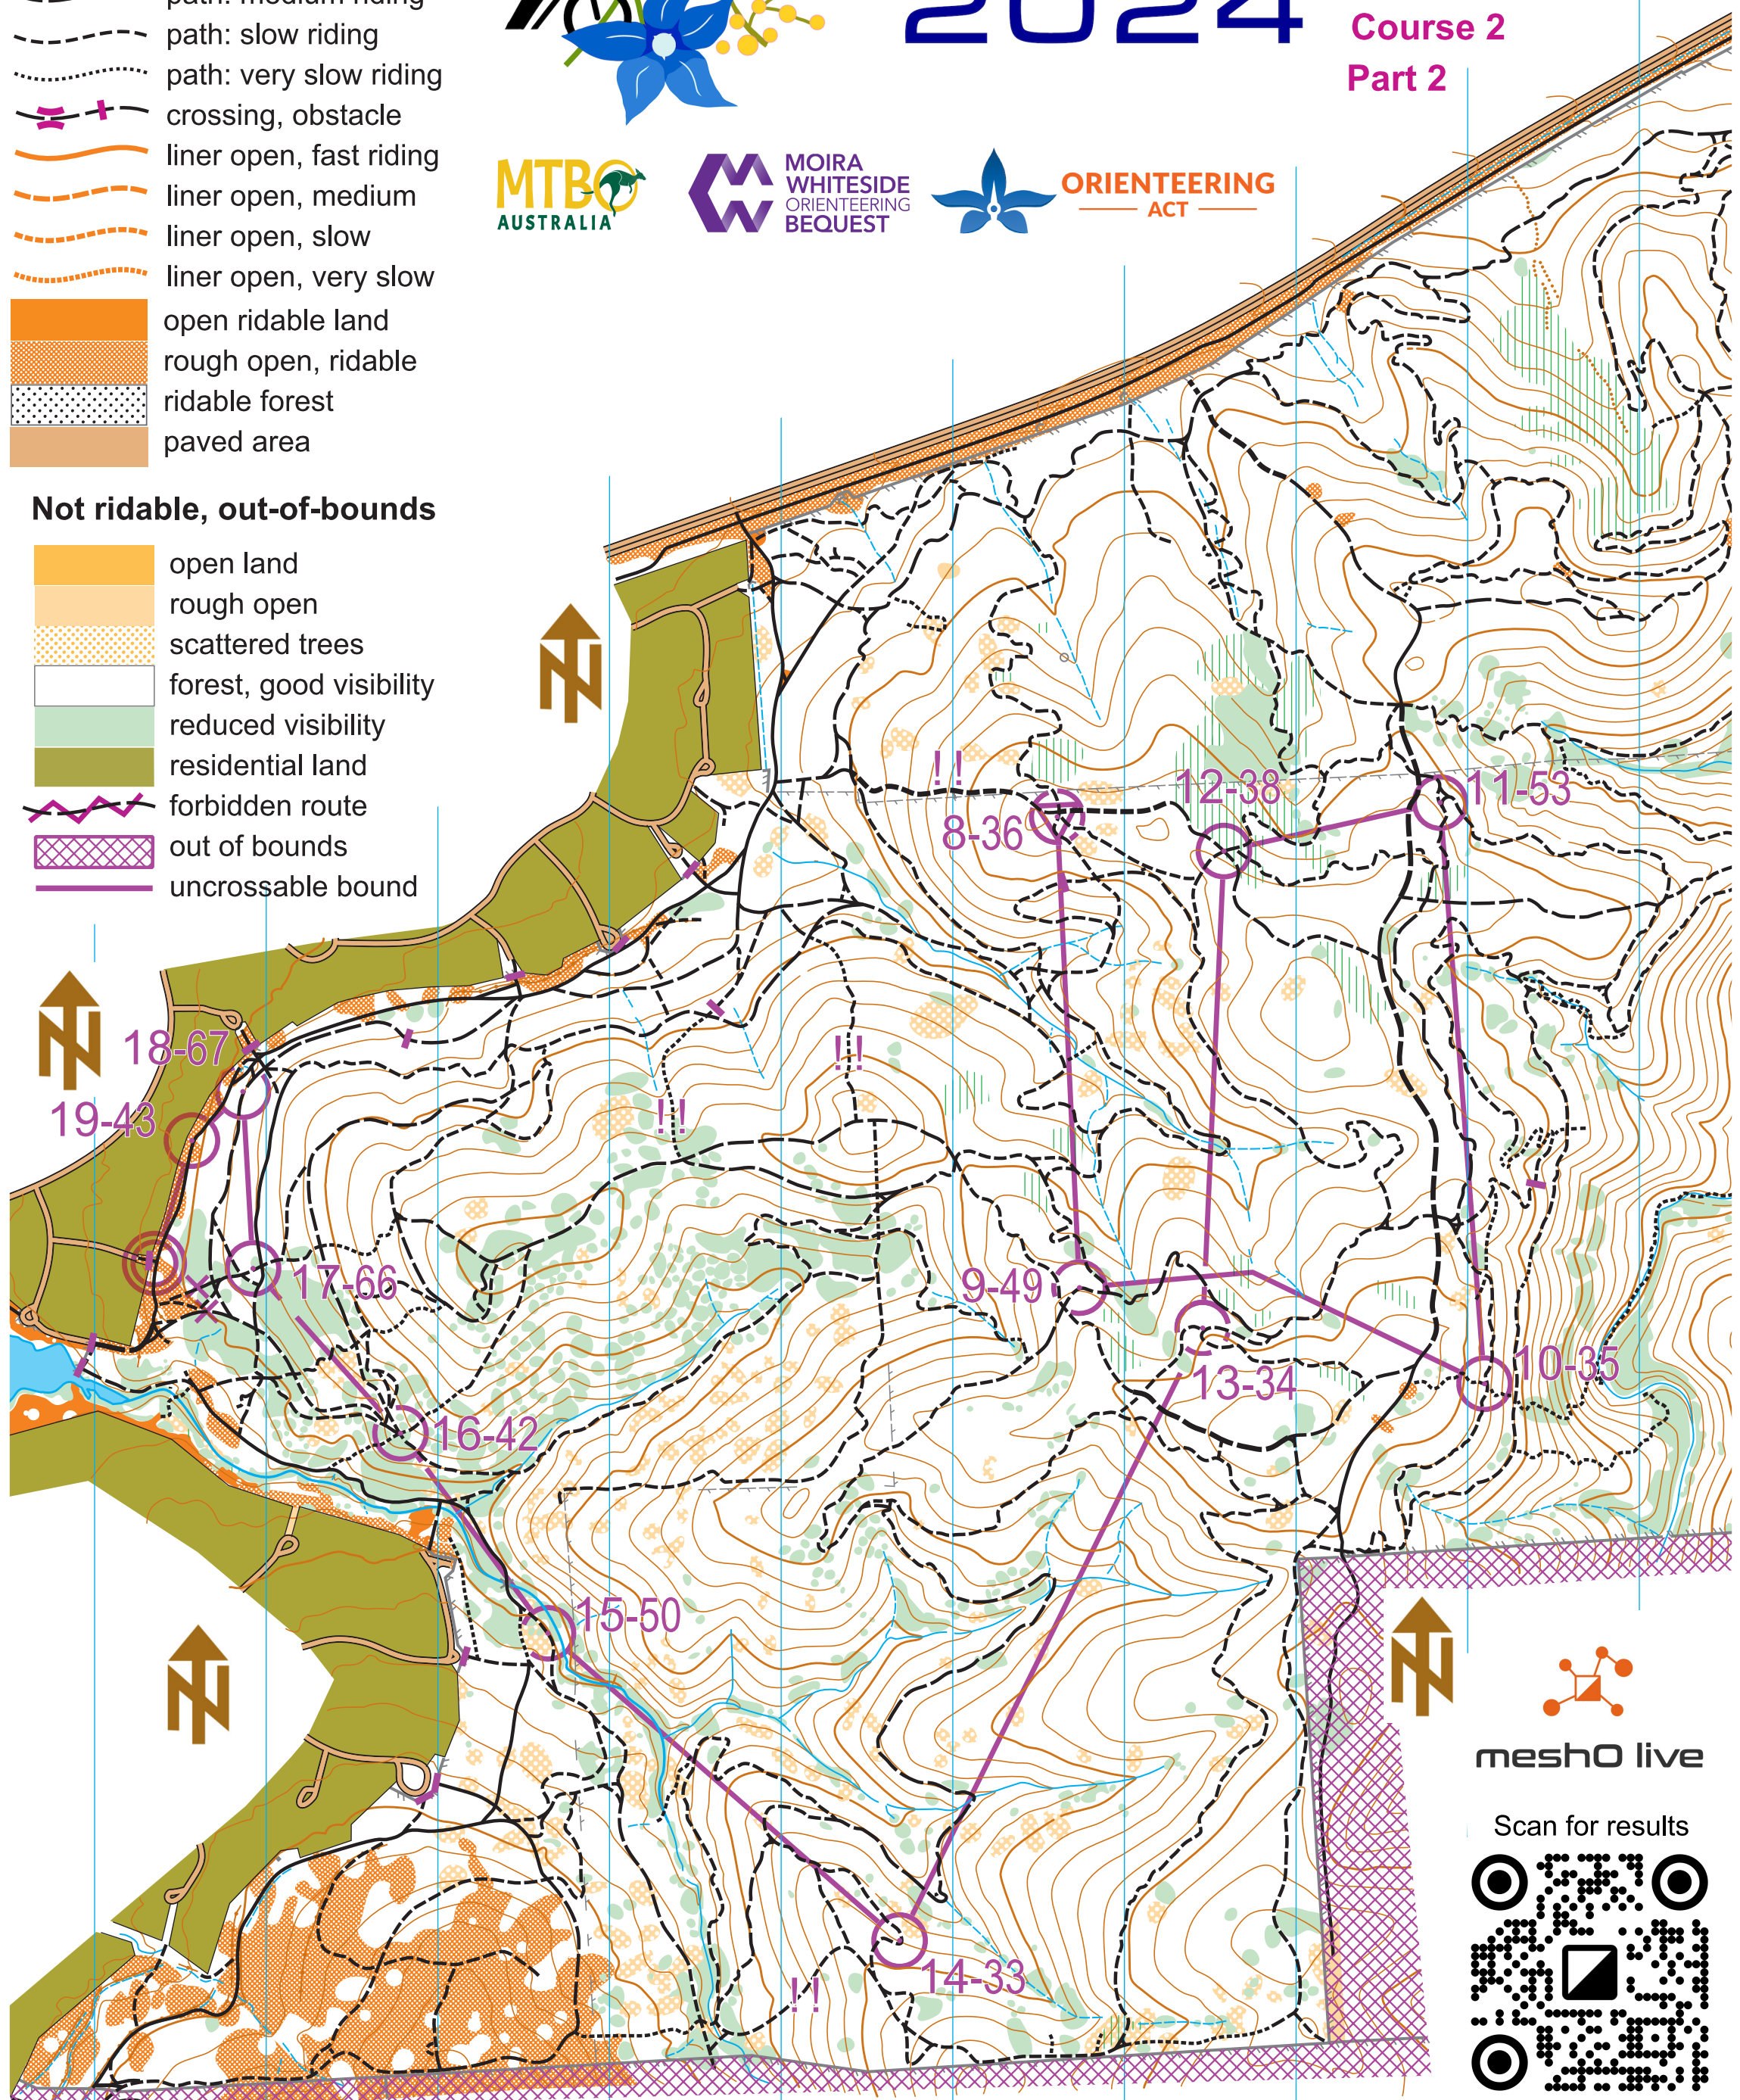 path: medium riding
path: slow riding
path: very slow riding
crossing, obstacle
liner open, fast riding
liner open, medium
liner open, slow
liner open, very slow
open ridable land
rough open, ridable
ridable forest
paved area
Not ridable, out-of-bounds
open land
rough open
scattered trees
forest, good visibility
reduced visibility
residential land
forbidden route
out of bounds
uncrossable bound
2024
Course 2
Part 2
MTBO
AUSTRALIA
MOIRA
WHITESIDE
ORIENTEERING
BEQUEST
ORIENTEERING
ACT
N
!!
12-38
11-53
8-36
N
18-67
!!
19-43
!!
17-66
9-49
10-35
13-34
16-42
15-50
N
N
meshO live
Scan for results
14-33
!!